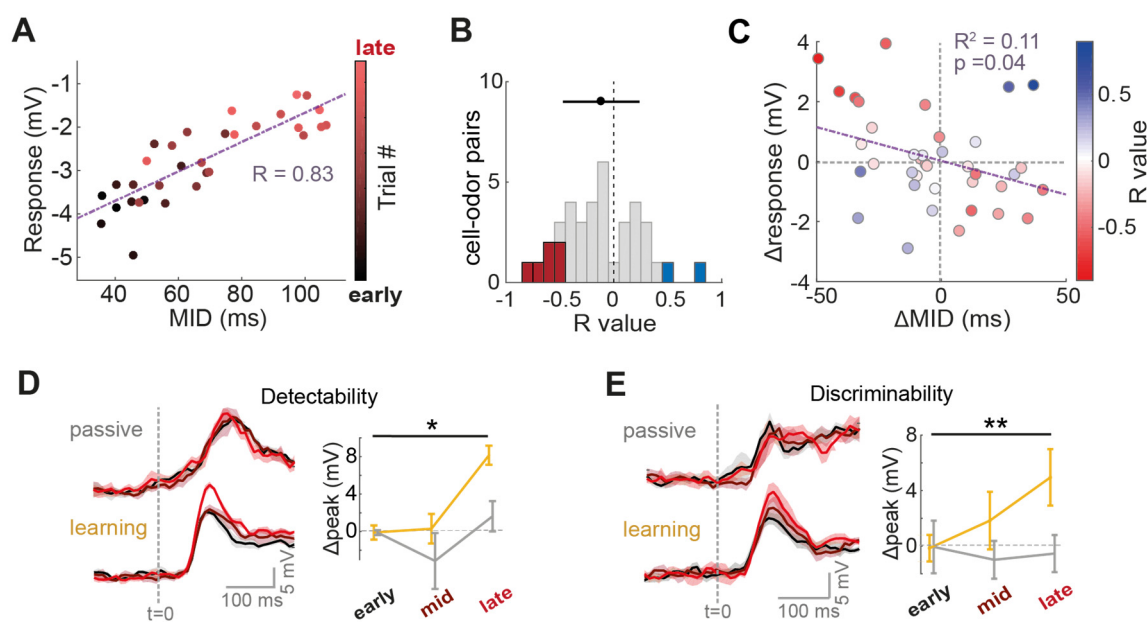 A
late
-1
-2
-3
-4
-5
Response (mV)
R = 0.83
40 60 80 100
MID (ms)
Trial #
early
B
10
5
0
cell-odor pairs
-1 -0.5 0 0.5 1
R value
C
R² = 0.11
p =0.04
4
2
0
-2
-4
Δresponse (mV)
-50 0 50
ΔMID (ms)
0.5
0
-0.5
R value
D
Detectability
passive
learning
t=0
100 ms
5 mV
*
8
4
0
Δpeak (mV)
early mid late
E
Discriminability
passive
learning
t=0
100 ms
5 mV
**
8
4
0
Δpeak (mV)
early mid late